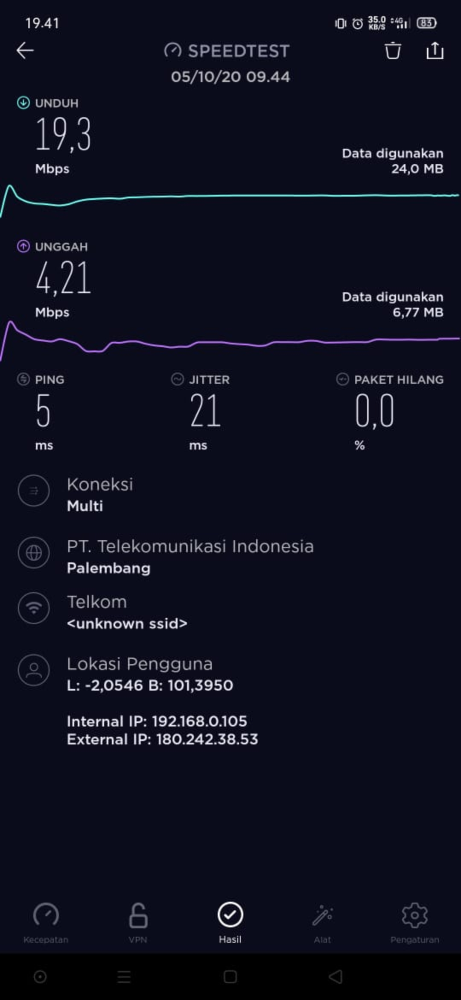 19.41
35.0
KB/S
4G
83
SPEEDTEST
05/10/20 09.44
UNDUH
19,3
Mbps
Data digunakan
24,0 MB
UNGGAH
4,21
Mbps
Data digunakan
6,77 MB
PING
JITTER
PAKET HILANG
5
21
0,0
ms
ms
%
Koneksi
Multi
PT. Telekomunikasi Indonesia
Palembang
Telkom
<unknown ssid>
Lokasi Pengguna
L: -2,0546 B: 101,3950
Internal IP: 192.168.0.105
External IP: 180.242.38.53
Kecepatan
VPN
Hasil
Alat
Pengaturan